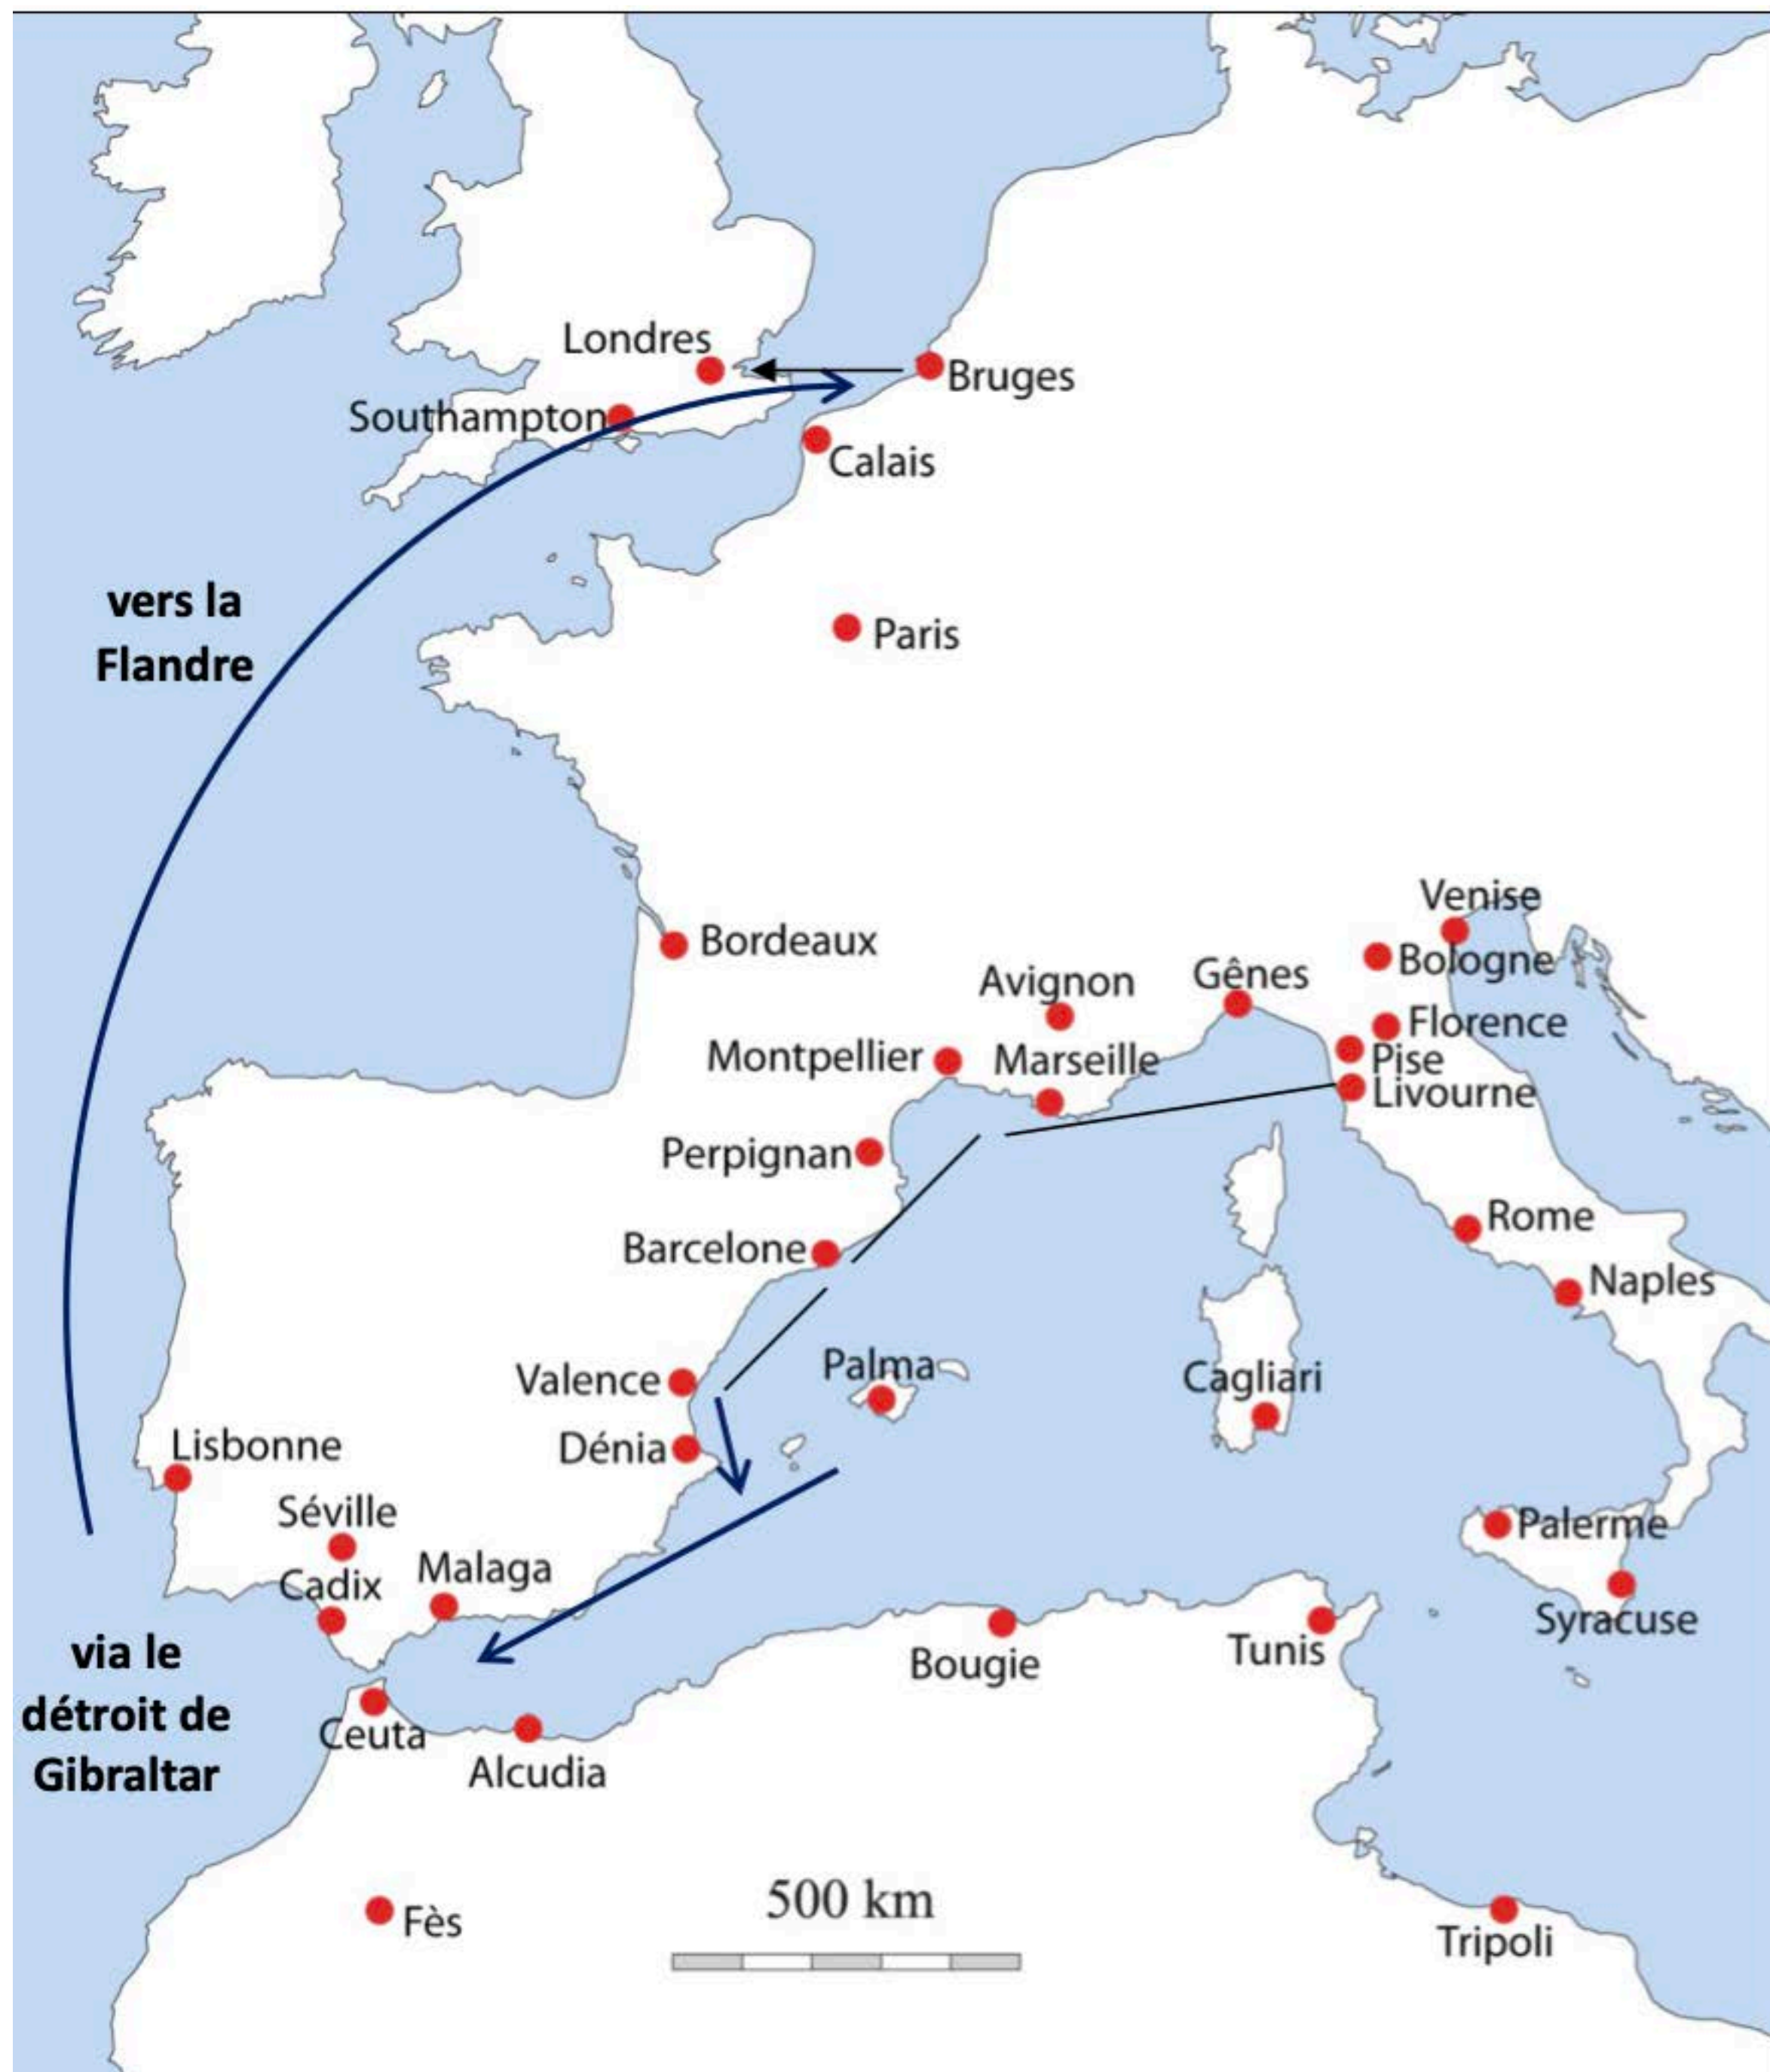 Londres
Bruges
Southampton
Calais
vers la
Flandre
Paris
Venise
Bordeaux
Bologne
Avignon
Gênes
Florence
Montpellier
Marseille
Pise
Livourne
Perpignan
Rome
Barcelone
Naples
Valence
Palma
Cagliari
Lisbonne
Dénia
Séville
Palerme
Cadix
Malaga
Syracuse
via le
détroit de
Gibraltar
Bougie
Tunis
Ceuta
Alcudia
500 km
Fès
Tripoli